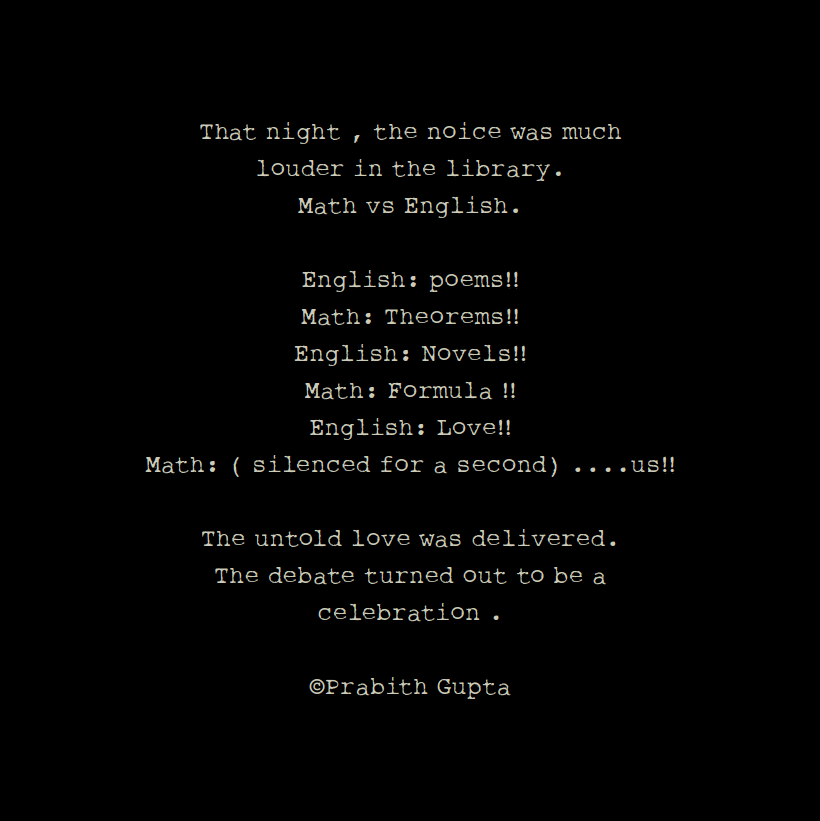 That night , the noice was much
louder in the library.
Math vs English.
English: poems!!
Math: Theorems!!
English: Novels!!
Math: Formula !!
English: Love!!
Math: ( silenced for a second) ....us!!
The untold love was delivered.
The debate turned out to be a
celebration .
©Prabith Gupta